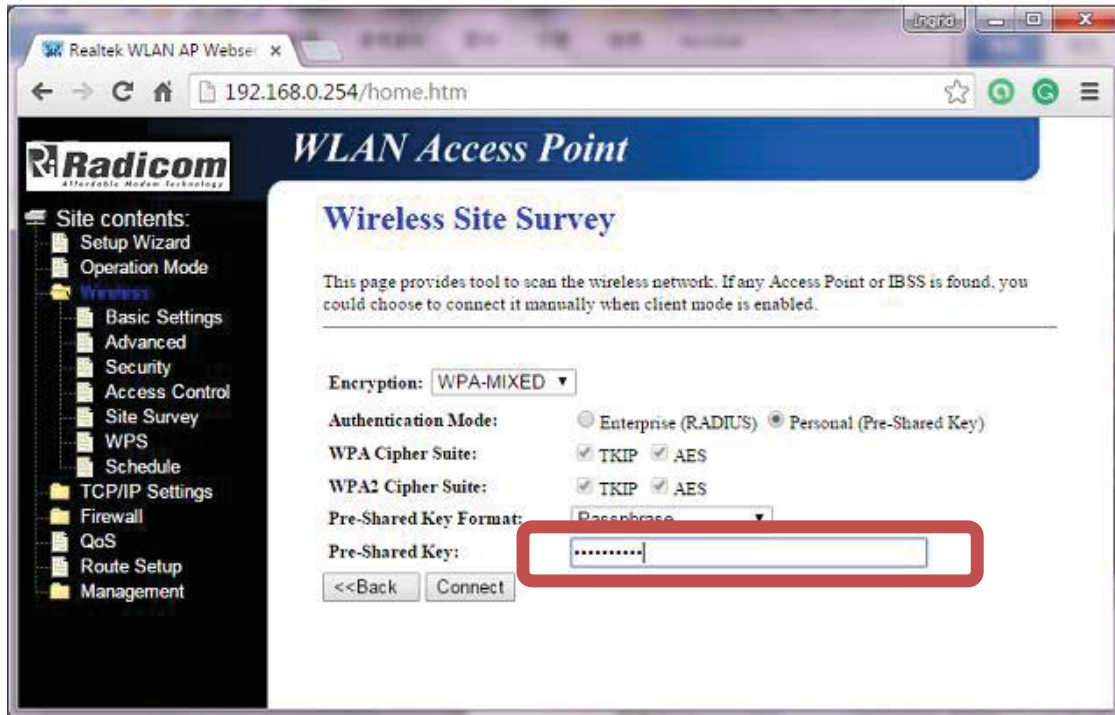 Ingrid
Realtek WLAN AP Webser
192.168.0.254/home.htm
Radicom
Affordable Modem Technology
WLAN Access Point
Site contents:
Setup Wizard
Operation Mode
Wireless
Basic Settings
Advanced
Security
Access Control
Site Survey
WPS
Schedule
TCP/IP Settings
Firewall
QoS
Route Setup
Management
Wireless Site Survey
This page provides tool to scan the wireless network. If any Access Point or IBSS is found, you
could choose to connect it manually when client mode is enabled.
Encryption: WPA-MIXED
Authentication Mode: Enterprise (RADIUS) Personal (Pre-Shared Key)
WPA Cipher Suite: TKIP AES
WPA2 Cipher Suite: TKIP AES
Pre-Shared Key Format: Passphrase
Pre-Shared Key: ••••••••••
<<Back Connect